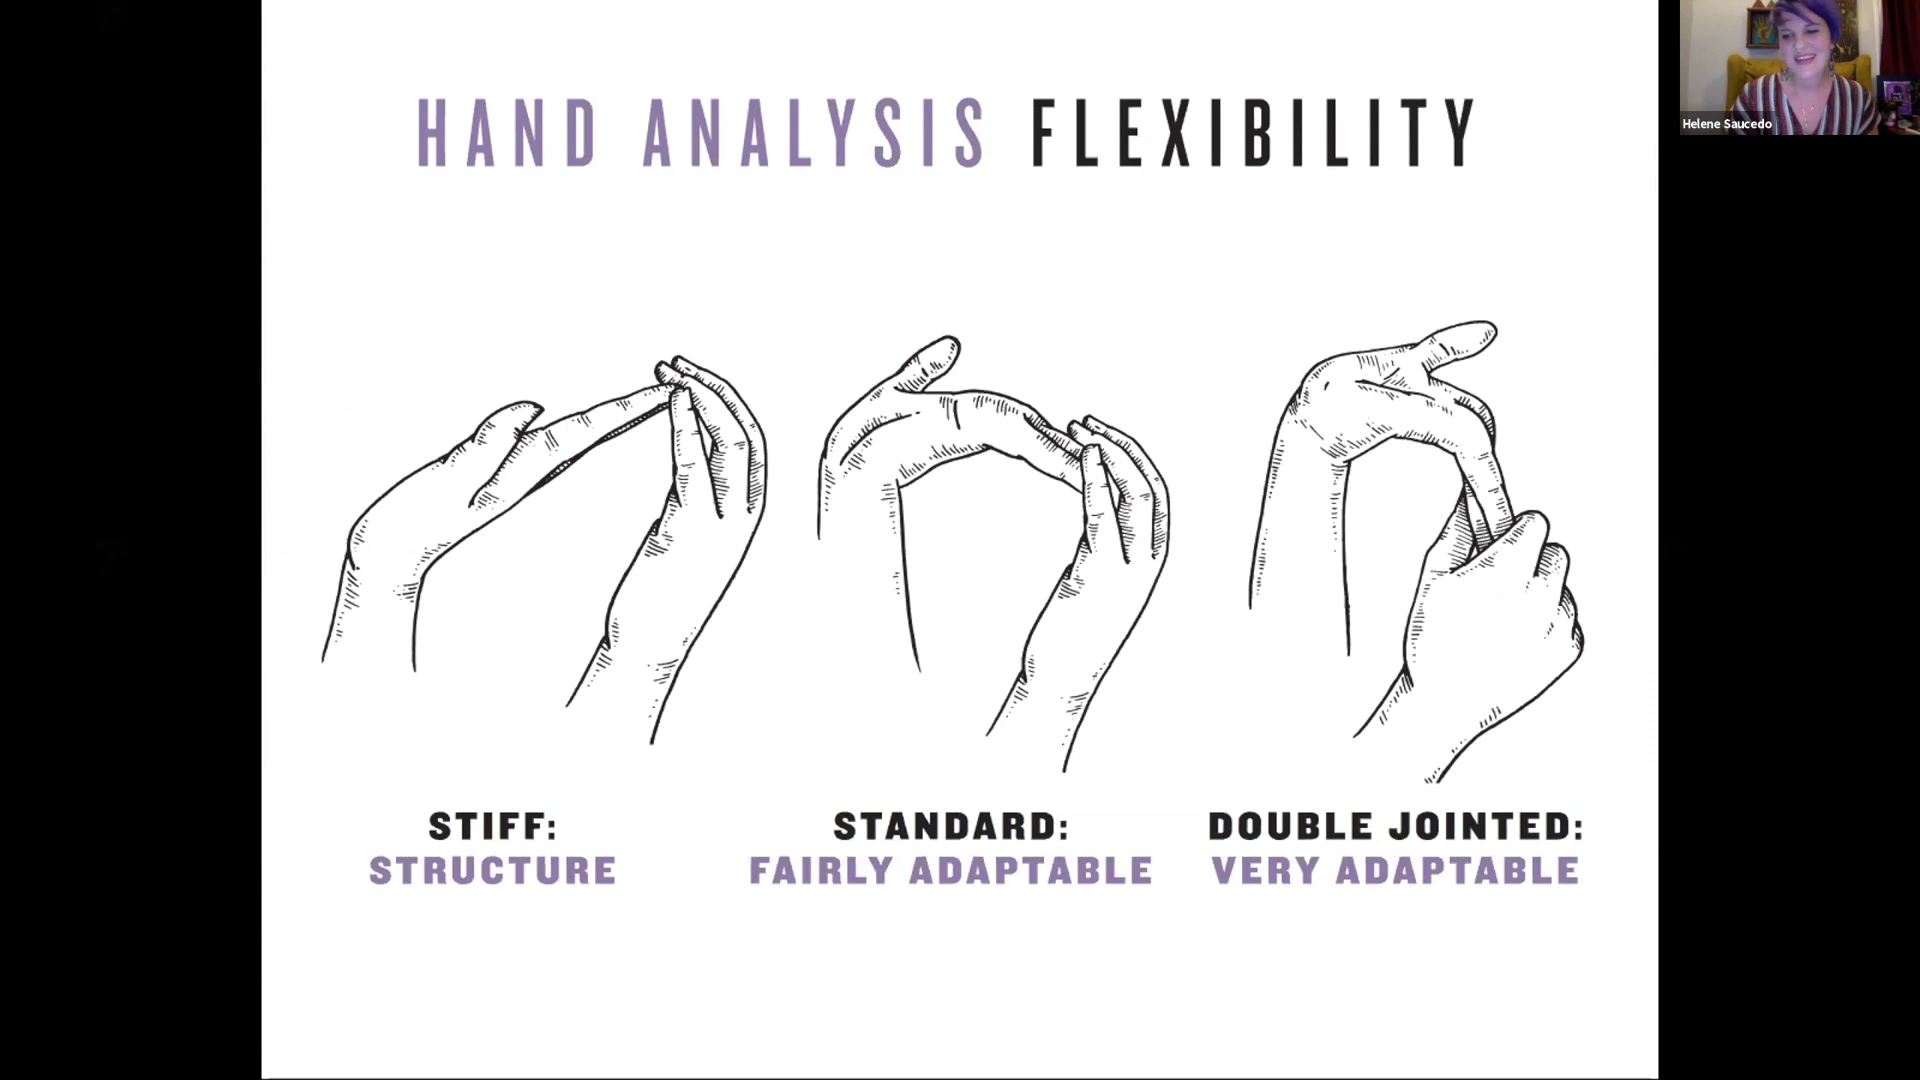 HAND ANALYSIS FLEXIBILITY
Helene Saucedo
STIFF:
STRUCTURE
STANDARD:
FAIRLY ADAPTABLE
DOUBLE JOINTED:
VERY ADAPTABLE